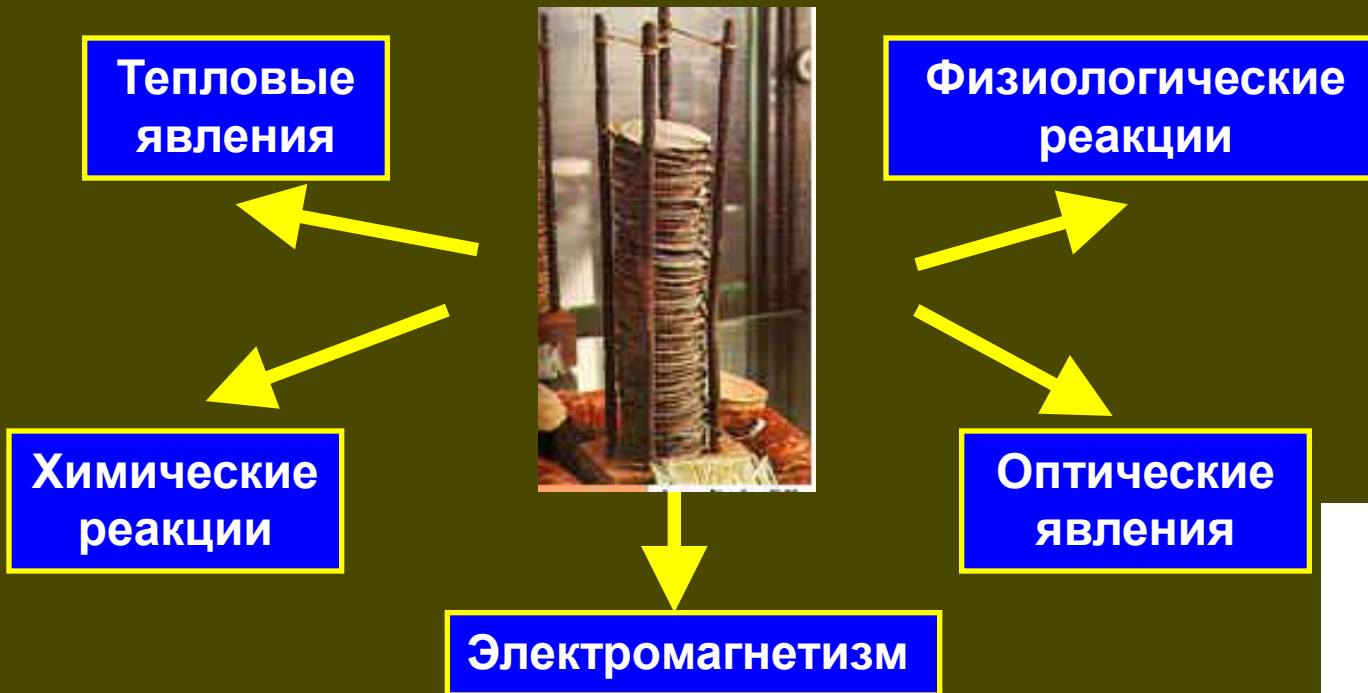 Тепловые
явления
Физиологические
реакции
Химические
реакции
Оптические
явления
Электромагнетизм